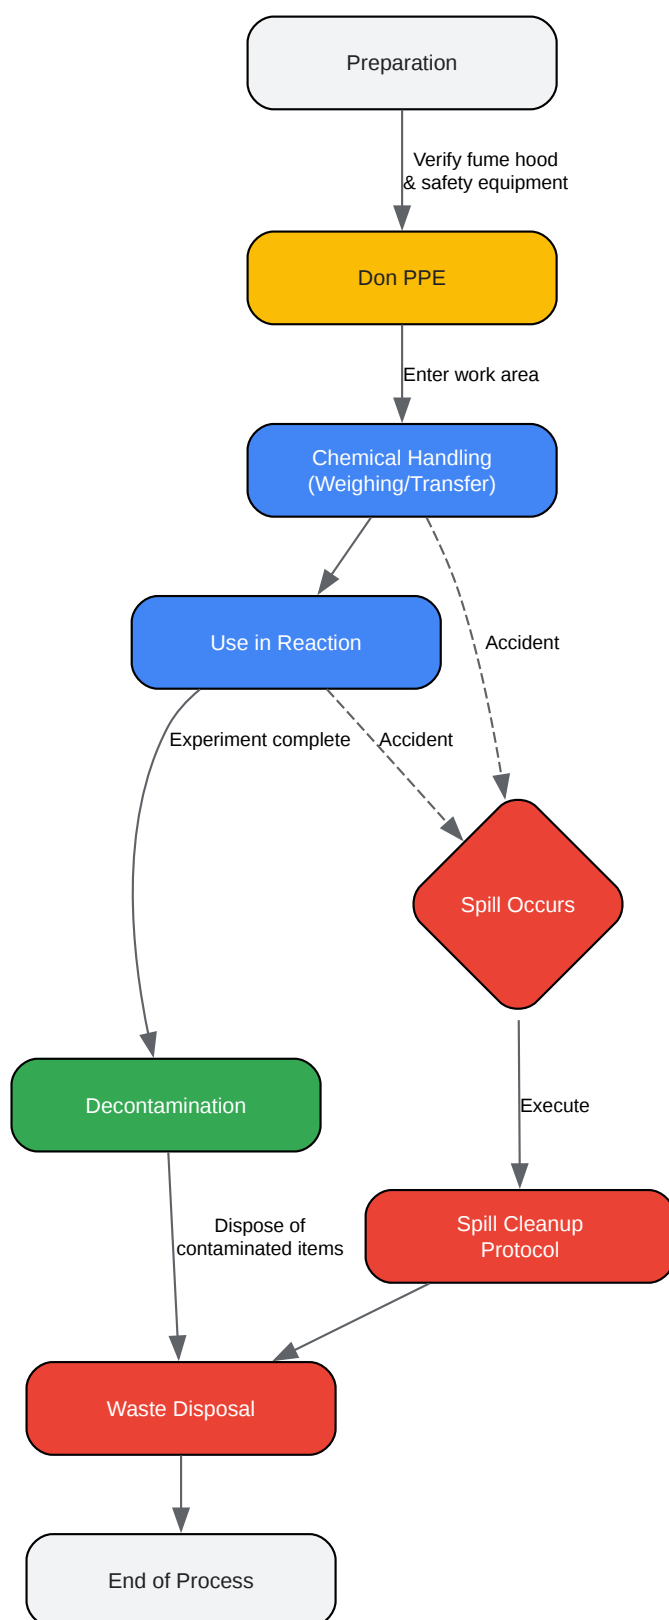 Preparation
Verify fume hood
& safety equipment
Don PPE
Enter work area
Chemical Handling
(Weighing/Transfer)
Use in Reaction
Accident
Experiment complete
Accident
Spill Occurs
Decontamination
Execute
Dispose of
contaminated items
Spill Cleanup
Protocol
Waste Disposal
End of Process